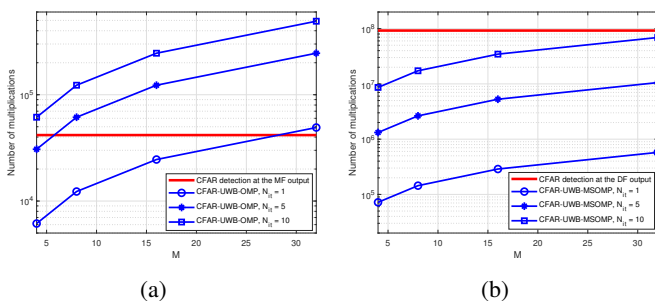 10^5
10^4
Number of multiplications
5 10 15 20 25 30
M
CFAR detection at the MF output
CFAR-UWB-OMP, N_it = 1
CFAR-UWB-OMP, N_it = 5
CFAR-UWB-OMP, N_it = 10
(a)
10^8
10^7
10^6
10^5
Number of multiplications
5 10 15 20 25 30
M
CFAR detection at the DF output
CFAR-UWB-MSOMP, N_it = 1
CFAR-UWB-MSOMP, N_it = 5
CFAR-UWB-MSOMP, N_it = 10
(b)